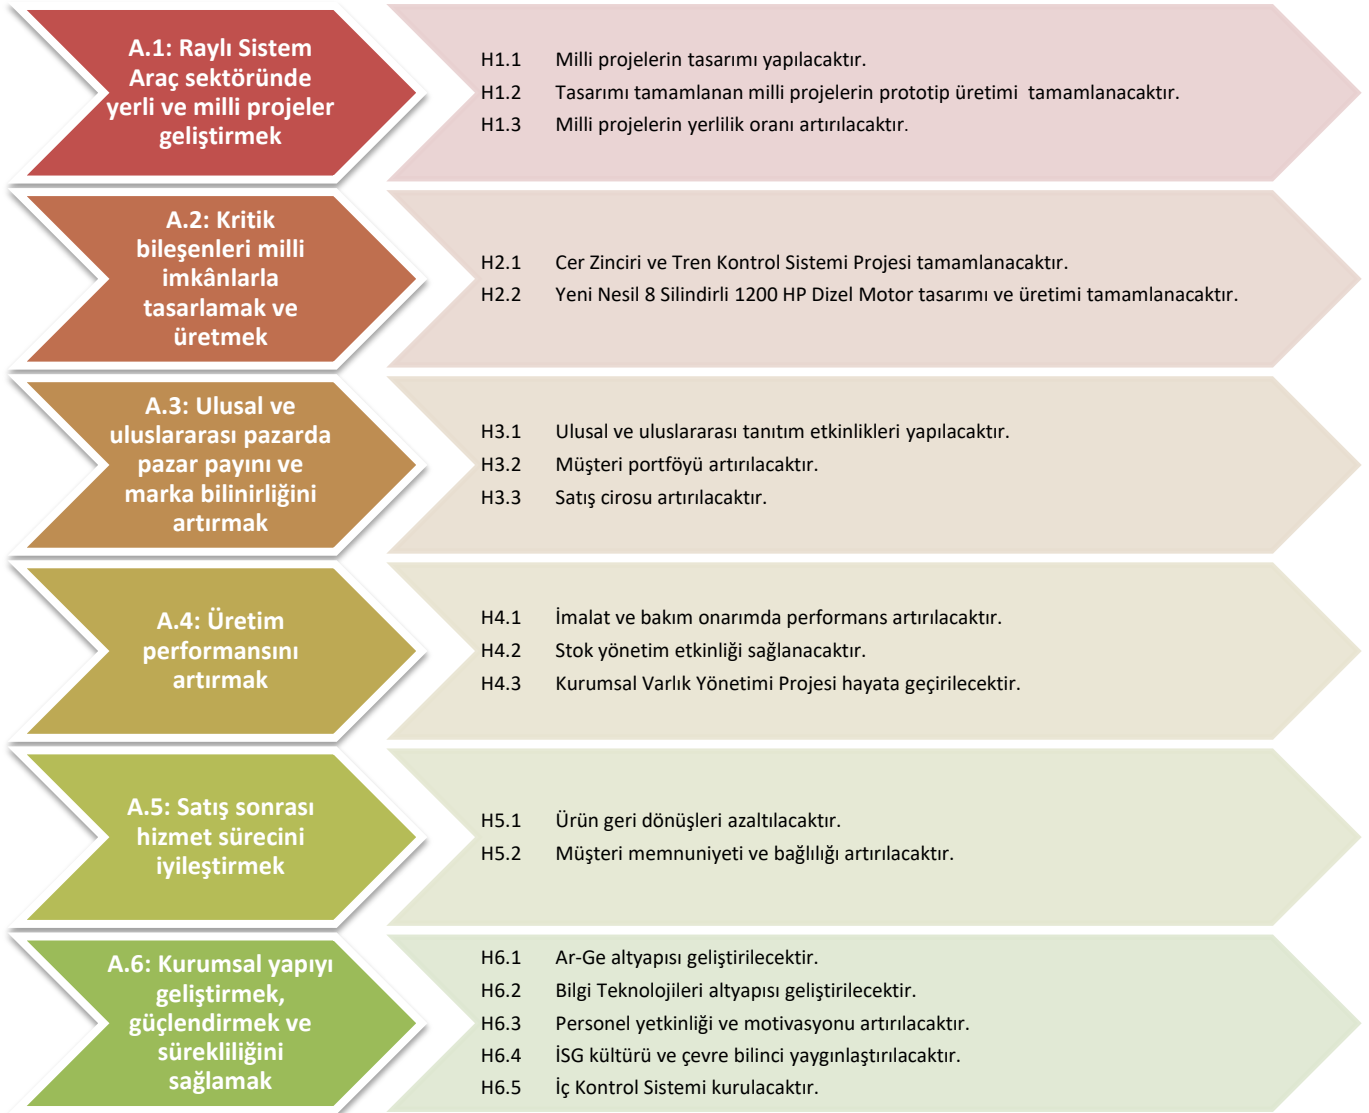 A.1: Raylı Sistem
Araç sektöründe
yerli ve milli projeler
geliştirmek
H1.1 Milli projelerin tasarımı yapılacaktır.
H1.2 Tasarımı tamamlanan milli projelerin prototip üretimi tamamlanacaktır.
H1.3 Milli projelerin yerlilik oranı artırılacaktır.
A.2: Kritik
bileşenleri milli
imkânlarla
tasarlamak ve
üretmek
H2.1 Cer Zinciri ve Tren Kontrol Sistemi Projesi tamamlanacaktır.
H2.2 Yeni Nesil 8 Silindirli 1200 HP Dizel Motor tasarımı ve üretimi tamamlanacaktır.
A.3: Ulusal ve
uluslararası pazarda
pazar payını ve
marka bilinirliğini
artırmak
H3.1 Ulusal ve uluslararası tanıtım etkinlikleri yapılacaktır.
H3.2 Müşteri portföyü artırılacaktır.
H3.3 Satış cirosu artırılacaktır.
A.4: Üretim
performansını
artırmak
H4.1 İmalat ve bakım onarımda performans artırılacaktır.
H4.2 Stok yönetim etkinliği sağlanacaktır.
H4.3 Kurumsal Varlık Yönetimi Projesi hayata geçirilecektir.
A.5: Satış sonrası
hizmet sürecini
iyileştirmek
H5.1 Ürün geri dönüşleri azaltılacaktır.
H5.2 Müşteri memnuniyeti ve bağlılığı artırılacaktır.
A.6: Kurumsal yapıyı
geliştirmek,
güçlendirmek ve
sürekliliğini
sağlamak
H6.1 Ar-Ge altyapısı geliştirilecektir.
H6.2 Bilgi Teknolojileri altyapısı geliştirilecektir.
H6.3 Personel yetkinliği ve motivasyonu artırılacaktır.
H6.4 İSG kültürü ve çevre bilinci yaygınlaştırılacaktır.
H6.5 İç Kontrol Sistemi kurulacaktır.